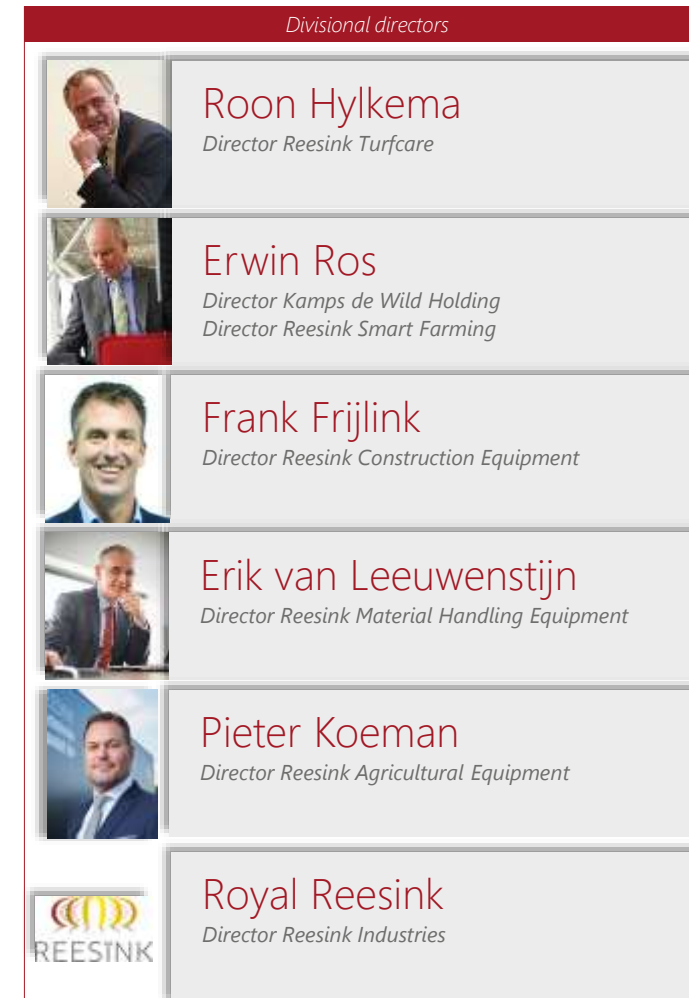 Divisional directors
Roon Hylkema
Director Reesink Turfcare
Erwin Ros
Director Kamps de Wild Holding
Director Reesink Smart Farming
Frank Frijlink
Director Reesink Construction Equipment
Erik van Leeuwenstijn
Director Reesink Material Handling Equipment
Pieter Koeman
Director Reesink Agricultural Equipment
Royal Reesink
Director Reesink Industries
REESINK